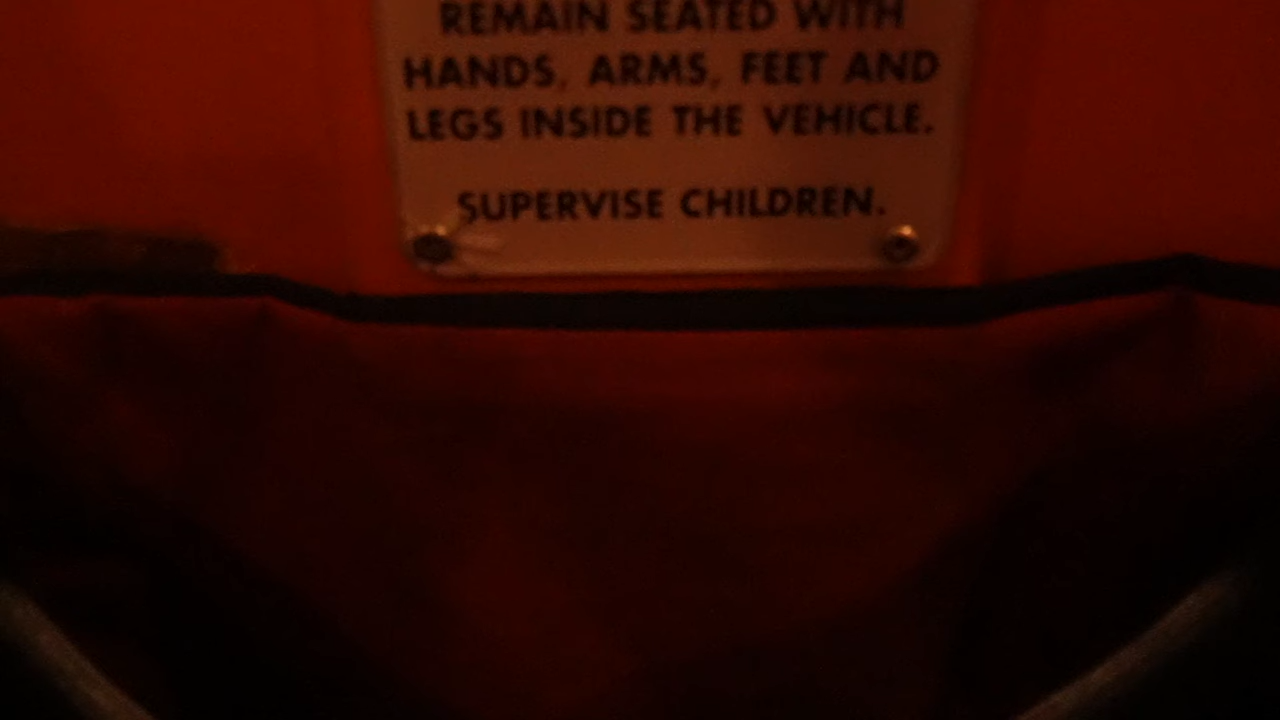 REMAIN SEATED WITH
HANDS, ARMS, FEET AND
LEGS INSIDE THE VEHICLE.
SUPERVISE CHILDREN.